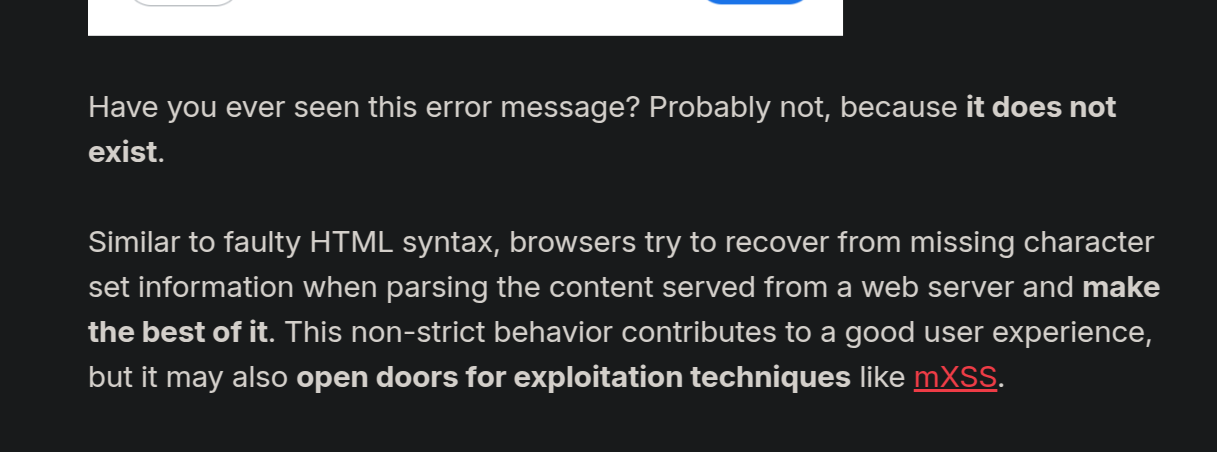 Have you ever seen this error message? Probably not, because it does not
exist.
Similar to faulty HTML syntax, browsers try to recover from missing character
set information when parsing the content served from a web server and make
the best of it. This non-strict behavior contributes to a good user experience,
but it may also open doors for exploitation techniques like mXSS.